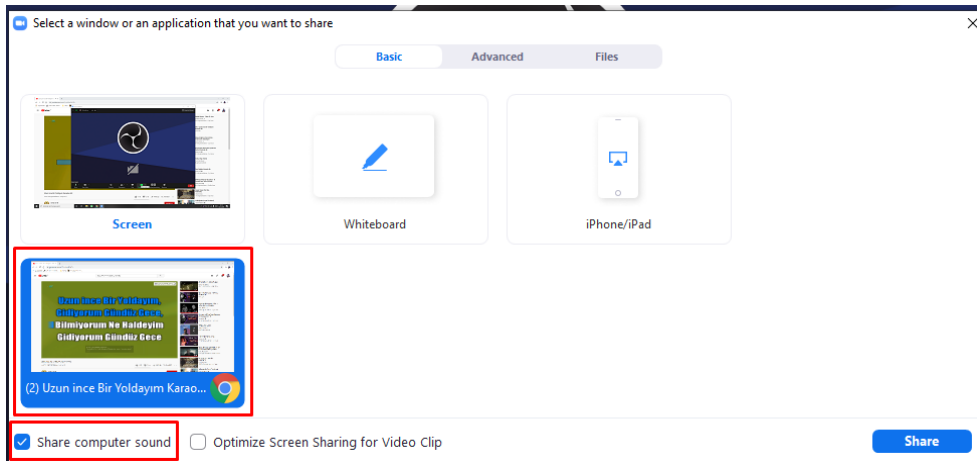 Select a window or an application that you want to share
Basic
Advanced
Files
Screen
Whiteboard
iPhone/iPad
Uzun ince Bir Yoldayım,
Gidiyorum Gündüz Gece,
Bilmiyorum Ne Haldeyim
Gidiyorum Gündüz Gece
(2) Uzun ince Bir Yoldayım Karao...
Share computer sound
Optimize Screen Sharing for Video Clip
Share